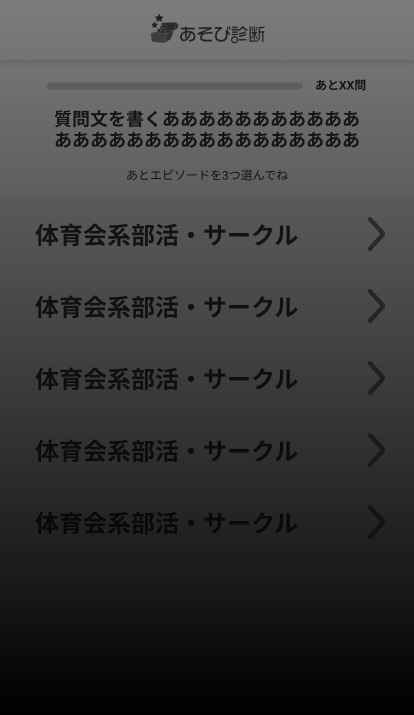 あそび診断
あとXX問
質問文を書くあああああああああああ
あああああああああああああああああ
あとエピソードを3つ選んでね
体育会系部活・サークル
体育会系部活・サークル
体育会系部活・サークル
体育会系部活・サークル
体育会系部活・サークル